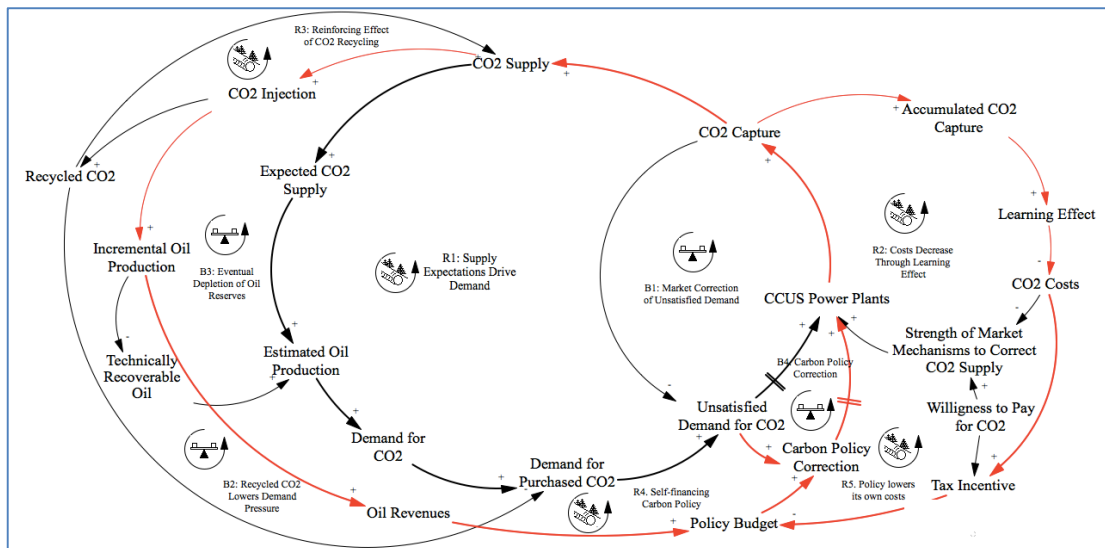 R3: Reinforcing Effect
of CO2 Recycling
CO2 Supply
+
+
+
CO2 Injection
+
Accumulated CO2
Capture
CO2 Capture
+
+
Recycled CO2
+
Expected CO2
Supply
+
Learning Effect
+
Incremental Oil
Production
B3: Eventual
Depletion of Oil
Reserves
R1: Supply
Expectations Drive
Demand
B1: Market Correction
of Unsatisfied Demand
R2: Costs Decrease
Through Learning
Effect
-
CO2 Costs
CCUS Power Plants
+
+
+
-
Strength of Market
Mechanisms to Correct
CO2 Supply
-
Technically
Recoverable
Oil
+
+
Estimated Oil
Production
B4: Carbon Policy
Correction
+
Willigness to Pay
for CO2
-
Unsatisfied
Demand for CO2
+
+
+
Demand for
CO2
Carbon Policy
Correction
+
+
-
Demand for
Purchased CO2
R5. Policy lowers
its own costs
+
Tax Incentive
B2: Recycled CO2
Lowers Demand
Pressure
R4. Self-financing
Carbon Policy
+
Oil Revenues
+
Policy Budget
-